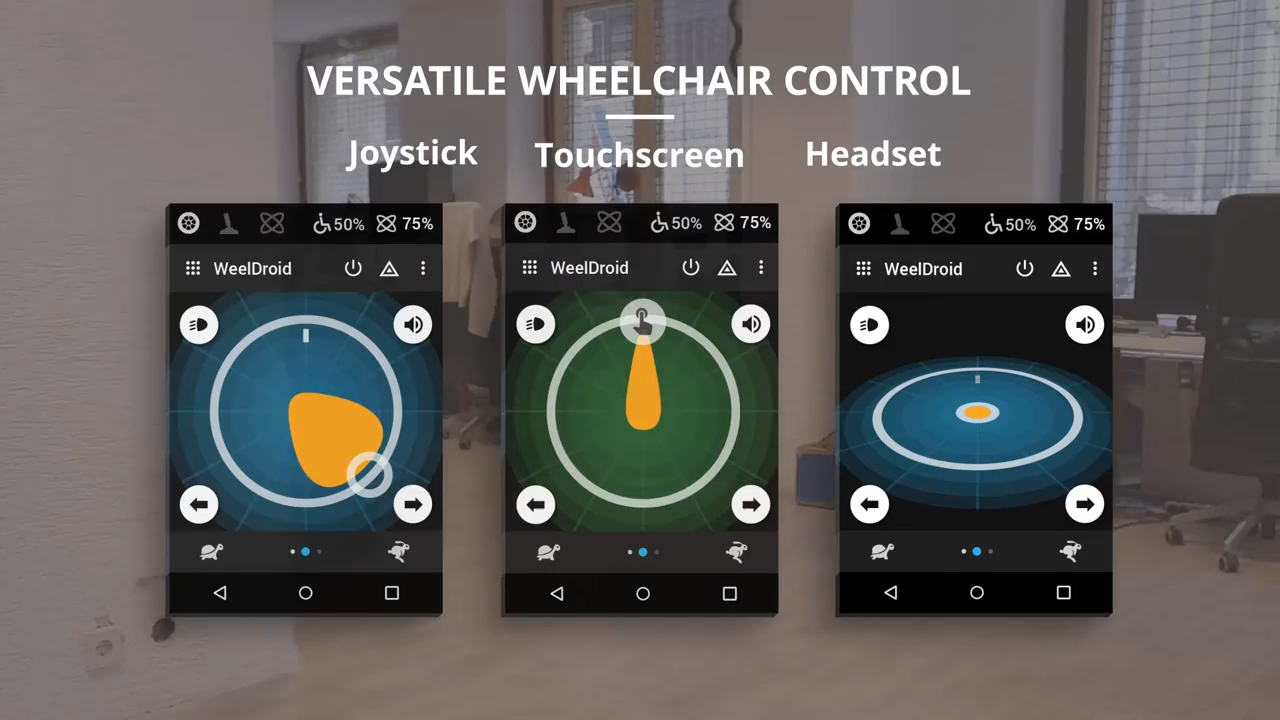 VERSATILE WHEELCHAIR CONTROL
Joystick Touchscreen Headset
50% 75% 50% 75% 50% 75%
WeelDroid WeelDroid WeelDroid